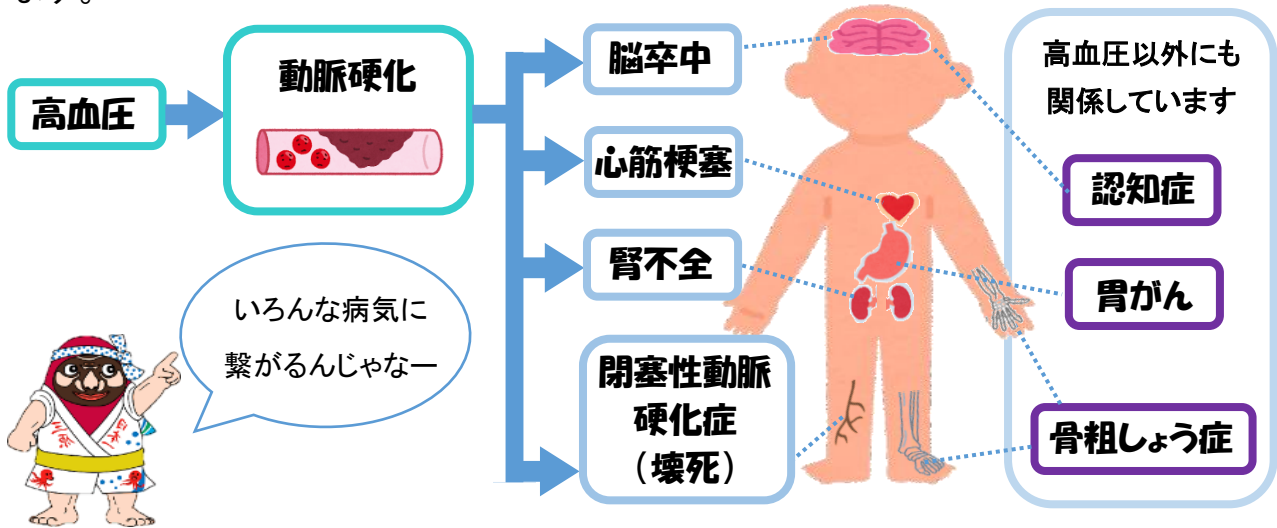 ます。
高血圧
動脈硬化
脳卒中
心筋梗塞
腎不全
閉塞性動脈
硬化症
（壊死）
高血圧以外にも
関係しています
認知症
胃がん
骨粗しょう症
いろんな病気に
繋がるんじゃなー